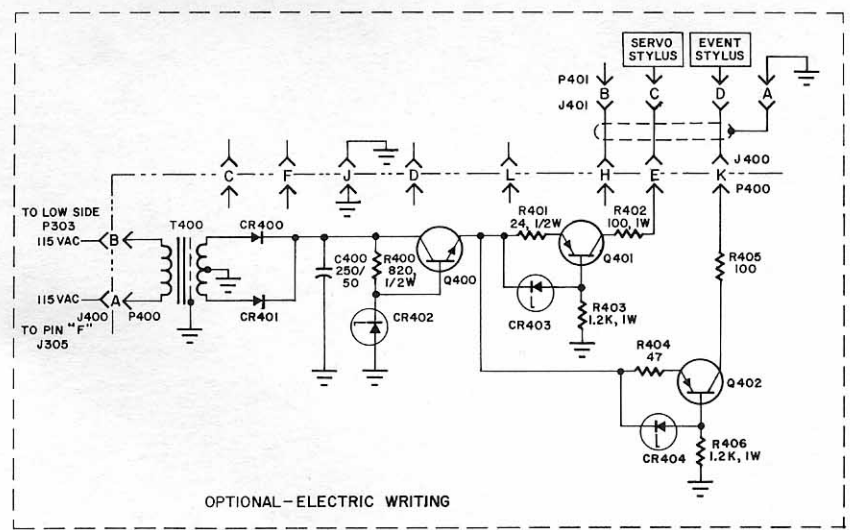 SERVO
STYLUS
EVENT
STYLUS
P401
B
C
D
A
J401
C
F
J
D
L
H
E
K
J400
P400
TO LOW SIDE
P303
115 VAC
B
T400
CR400
C400
250/
50
R400
820,
1/2W
Q400
R401
24, 1/2W
R402
100, 1W
Q401
R405
100
115 VAC
A
J400
P400
CR401
CR402
CR403
R403
1.2K, 1W
TO PIN "F"
J305
R404
47
Q402
CR404
R406
1.2K, 1W
OPTIONAL-ELECTRIC WRITING